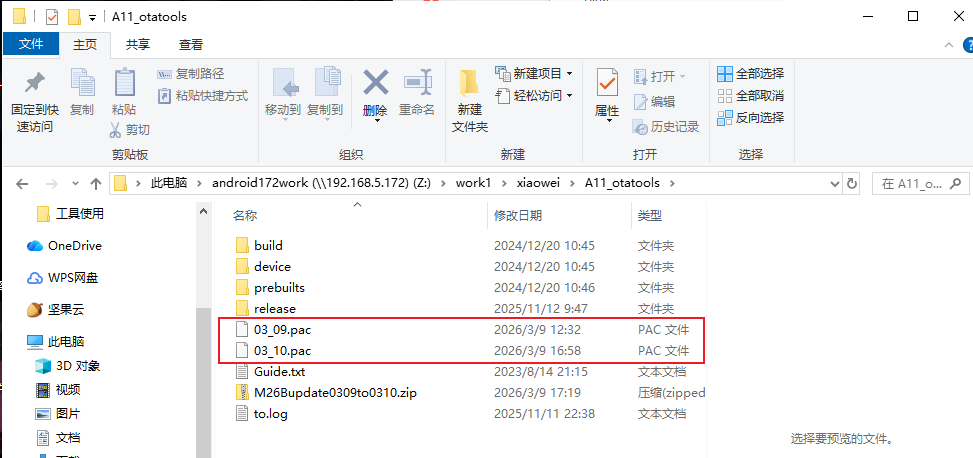 A11_otatools
文件 主页 共享 查看
固定到快速访问 复制 粘贴 复制路径 粘贴快捷方式 剪切
移动到 复制到 删除 重命名
新建文件夹 新建项目 轻松访问
属性 打开 编辑 历史记录
全部选择 全部取消 反向选择
剪贴板 组织 新建 打开 选择
此电脑 android172work (\\192.168.5.172) (Z:) work1 xiaowei A11_otatools 在 A11_o...
工具使用
OneDrive
WPS网盘
坚果云
此电脑
3D 对象
视频
图片
文档
名称 修改日期 类型
build 2024/12/20 10:45 文件夹
device 2024/12/20 10:45 文件夹
prebuilts 2024/12/20 10:46 文件夹
release 2025/11/12 9:47 文件夹
03_09.pac 2026/3/9 12:32 PAC 文件
03_10.pac 2026/3/9 16:58 PAC 文件
Guide.txt 2023/8/14 21:15 文本文档
M26Bupdate0309to0310.zip 2026/3/9 17:19 压缩(zipped
to.log 2025/11/11 22:38 文本文档
选择要预览的文件。